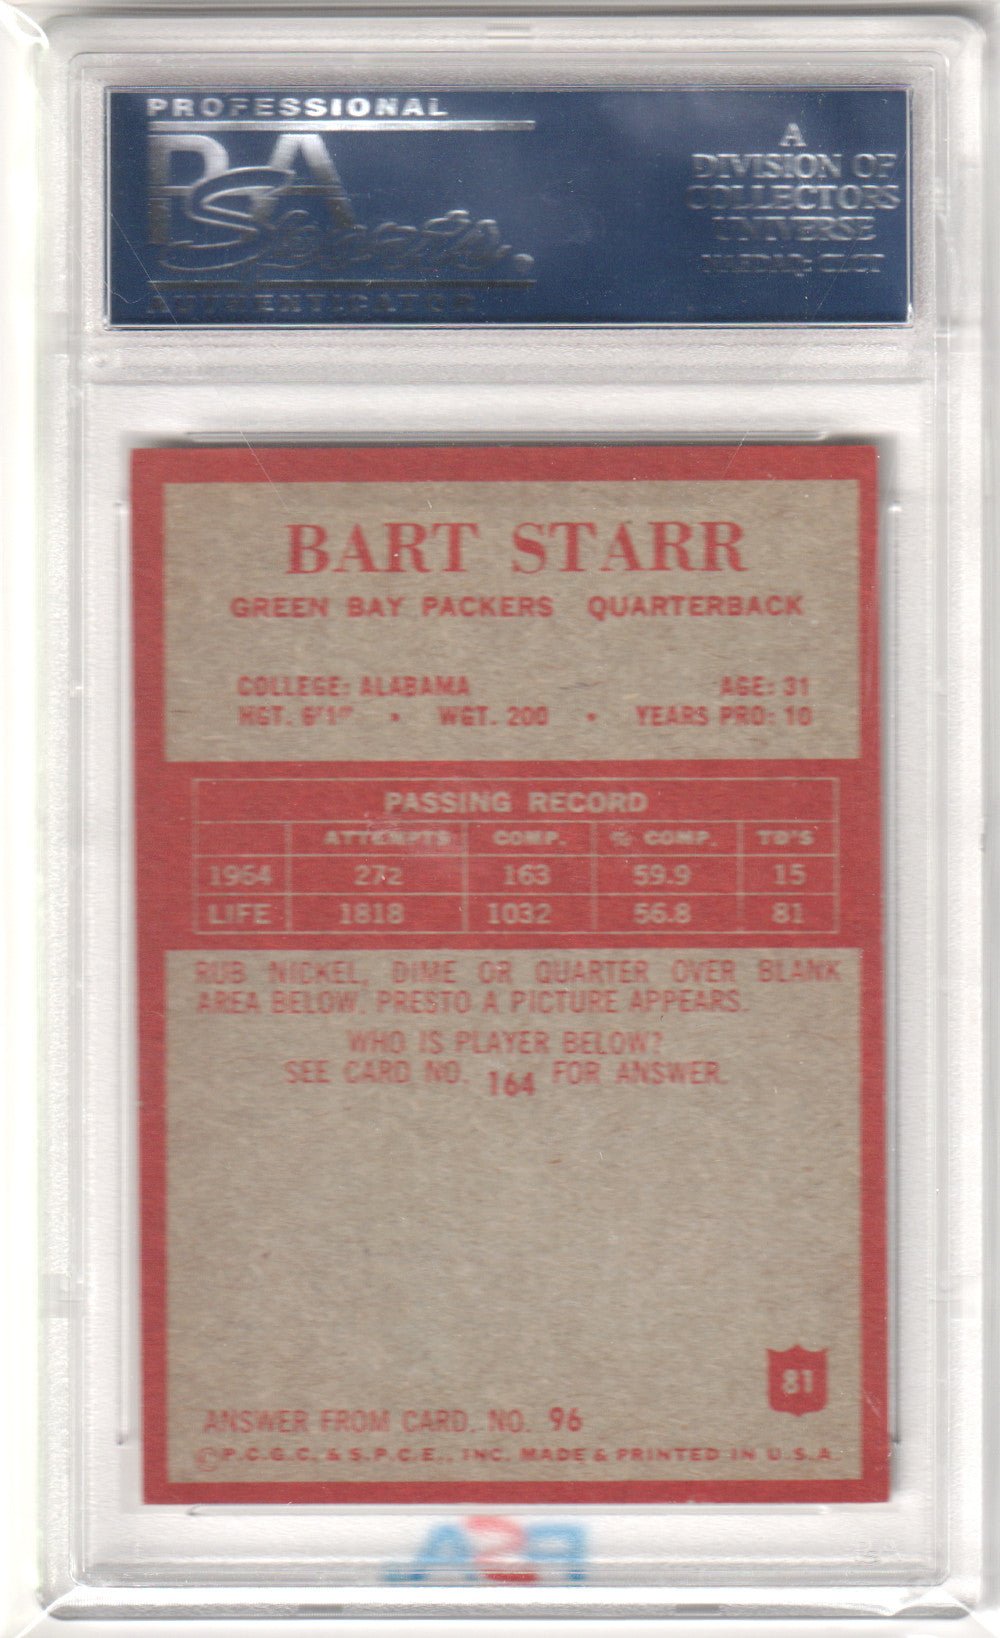 PROFESSIONAL
PSA
Sports.
AUTHENTICATOR
A
DIVISION OF
COLLECTORS
UNIVERSE
NASDAQ: CLCT
BART STARR
GREEN BAY PACKERS QUARTERBACK
COLLEGE: ALABAMA AGE: 31
HGT. 6'1" • WGT. 200 • YEARS PRO: 10
PASSING RECORD
ATTEMPTS COMP. % COMP. TD'S
1964 272 163 59.9 15
LIFE 1818 1032 56.8 81
RUB NICKEL, DIME OR QUARTER OVER BLANK
AREA BELOW. PRESTO A PICTURE APPEARS.
WHO IS PLAYER BELOW?
SEE CARD NO. 164 FOR ANSWER.
81
ANSWER FROM CARD. NO. 96
©P.C.G.C. & S.P.C.E., INC. MADE & PRINTED IN U.S.A.
PSA